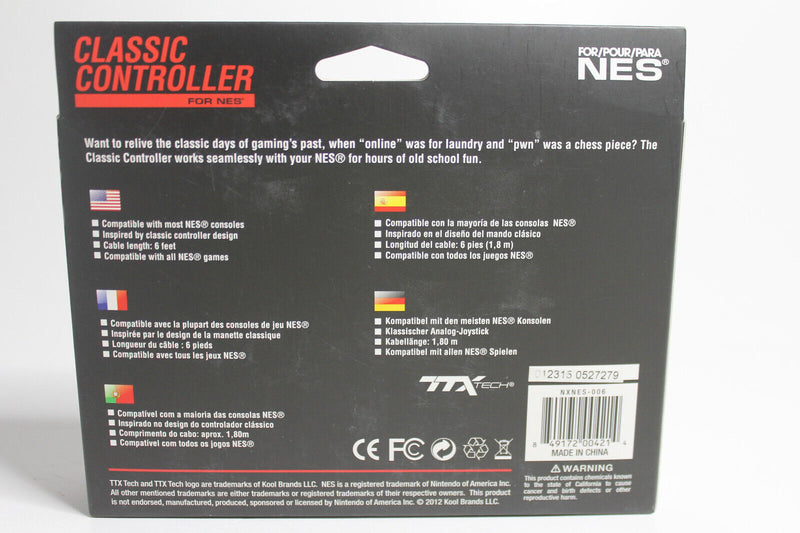 CLASSIC
CONTROLLER
FOR NES®
FOR/POUR/PARA
NES®
Want to relive the classic days of gaming's past, when "online" was for laundry and "pwn" was a chess piece? The
Classic Controller works seamlessly with your NES® for hours of old school fun.
Compatible with most NES® consoles
Inspired by classic controller design
Cable length: 6 feet
Compatible with all NES® games
Compatible con la mayoría de las consolas NES®
Inspirado en el diseño del mando clásico
Longitud del cable: 6 pies (1,8 m)
Compatible con todos los juegos NES®
Compatible avec la plupart des consoles de jeu NES®
Inspirée par le design de la manette classique
Longueur du câble : 6 pieds
Compatible avec tous les jeux NES®
Kompatibel mit den meisten NES® Konsolen
Klassischer Analog-Joystick
Kabellänge: 1,80 m
Kompatibel mit allen NES® Spielen
Compatível com a maioria das consolas NES®
Inspirado no design do controlador clássico
Comprimento do cabo: aprox. 1,80m
Compatível com todos os jogos NES®
TTX TECH®
012315 0527279
NXNES-006
8 49172 00421 4
MADE IN CHINA
CE FC
WARNING
This product contains chemicals known
to the state of California to cause
cancer and birth defects or other
reproductive harm.
TTX Tech and TTX Tech logo are trademarks of Kool Brands LLC. NES is a registered trademark of Nintendo of America Inc.
All other mentioned trademarks are either trademarks or registered trademarks of their respective owners. This product
is not endorsed, manufactured, produced, sponsored or licensed by Nintendo of America Inc. © 2012 Kool Brands LLC.